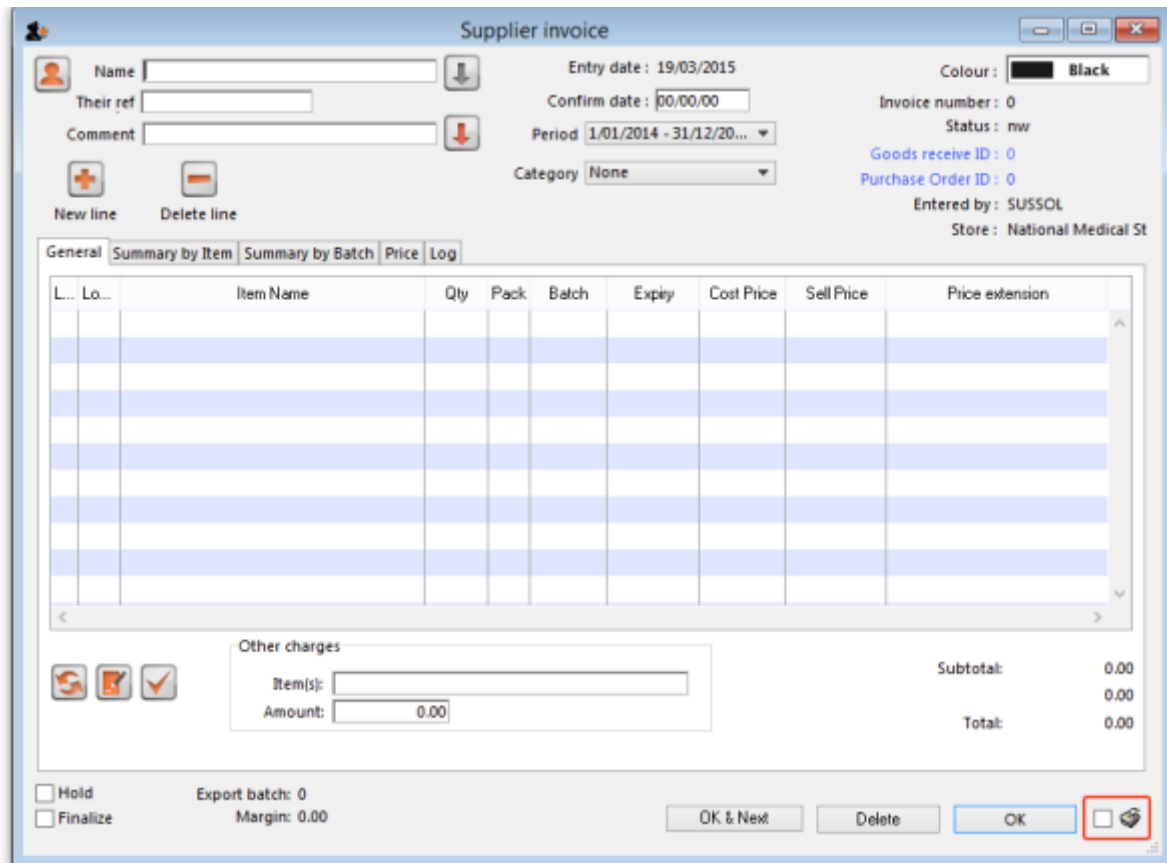 Supplier invoice
Name
Entry date : 19/03/2015
Colour : Black
Their ref
Confirm date : 00/00/00
Invoice number : 0
Comment
Period 1/01/2014 - 31/12/20...
Status : nw
Category None
Goods receive ID : 0
Purchase Order ID : 0
New line Delete line
Entered by : SUSSOL
Store : National Medical St
General Summary by Item Summary by Batch Price Log
L... Lo... Item Name Qty Pack Batch Expiry Cost Price Sell Price Price extension
Other charges
Item(s):
Amount: 0.00
Subtotal: 0.00
0.00
Total: 0.00
Hold
Export batch: 0
Finalize
Margin: 0.00
OK & Next Delete OK